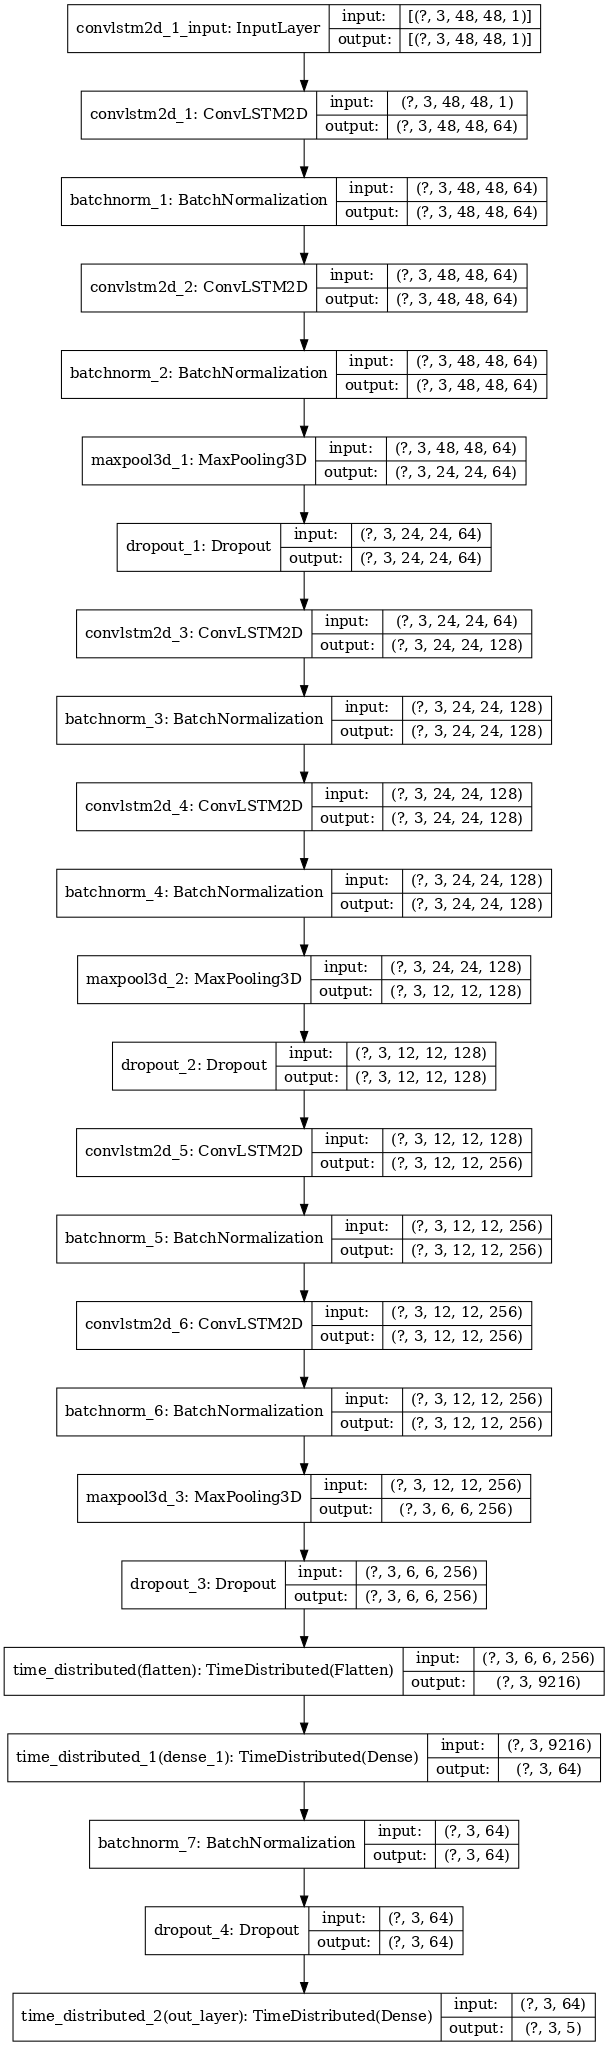 convlstm2d_1_input: InputLayer
input: [(?, 3, 48, 48, 1)]
output: [(?, 3, 48, 48, 1)]
convlstm2d_1: ConvLSTM2D
input: (?, 3, 48, 48, 1)
output: (?, 3, 48, 48, 64)
batchnorm_1: BatchNormalization
input: (?, 3, 48, 48, 64)
output: (?, 3, 48, 48, 64)
convlstm2d_2: ConvLSTM2D
input: (?, 3, 48, 48, 64)
output: (?, 3, 48, 48, 64)
batchnorm_2: BatchNormalization
input: (?, 3, 48, 48, 64)
output: (?, 3, 48, 48, 64)
maxpool3d_1: MaxPooling3D
input: (?, 3, 48, 48, 64)
output: (?, 3, 24, 24, 64)
dropout_1: Dropout
input: (?, 3, 24, 24, 64)
output: (?, 3, 24, 24, 64)
convlstm2d_3: ConvLSTM2D
input: (?, 3, 24, 24, 64)
output: (?, 3, 24, 24, 128)
batchnorm_3: BatchNormalization
input: (?, 3, 24, 24, 128)
output: (?, 3, 24, 24, 128)
convlstm2d_4: ConvLSTM2D
input: (?, 3, 24, 24, 128)
output: (?, 3, 24, 24, 128)
batchnorm_4: BatchNormalization
input: (?, 3, 24, 24, 128)
output: (?, 3, 24, 24, 128)
maxpool3d_2: MaxPooling3D
input: (?, 3, 24, 24, 128)
output: (?, 3, 12, 12, 128)
dropout_2: Dropout
input: (?, 3, 12, 12, 128)
output: (?, 3, 12, 12, 128)
convlstm2d_5: ConvLSTM2D
input: (?, 3, 12, 12, 128)
output: (?, 3, 12, 12, 256)
batchnorm_5: BatchNormalization
input: (?, 3, 12, 12, 256)
output: (?, 3, 12, 12, 256)
convlstm2d_6: ConvLSTM2D
input: (?, 3, 12, 12, 256)
output: (?, 3, 12, 12, 256)
batchnorm_6: BatchNormalization
input: (?, 3, 12, 12, 256)
output: (?, 3, 12, 12, 256)
maxpool3d_3: MaxPooling3D
input: (?, 3, 12, 12, 256)
output: (?, 3, 6, 6, 256)
dropout_3: Dropout
input: (?, 3, 6, 6, 256)
output: (?, 3, 6, 6, 256)
time_distributed(flatten): TimeDistributed(Flatten)
input: (?, 3, 6, 6, 256)
output: (?, 3, 9216)
time_distributed_1(dense_1): TimeDistributed(Dense)
input: (?, 3, 9216)
output: (?, 3, 64)
batchnorm_7: BatchNormalization
input: (?, 3, 64)
output: (?, 3, 64)
dropout_4: Dropout
input: (?, 3, 64)
output: (?, 3, 64)
time_distributed_2(out_layer): TimeDistributed(Dense)
input: (?, 3, 64)
output: (?, 3, 5)